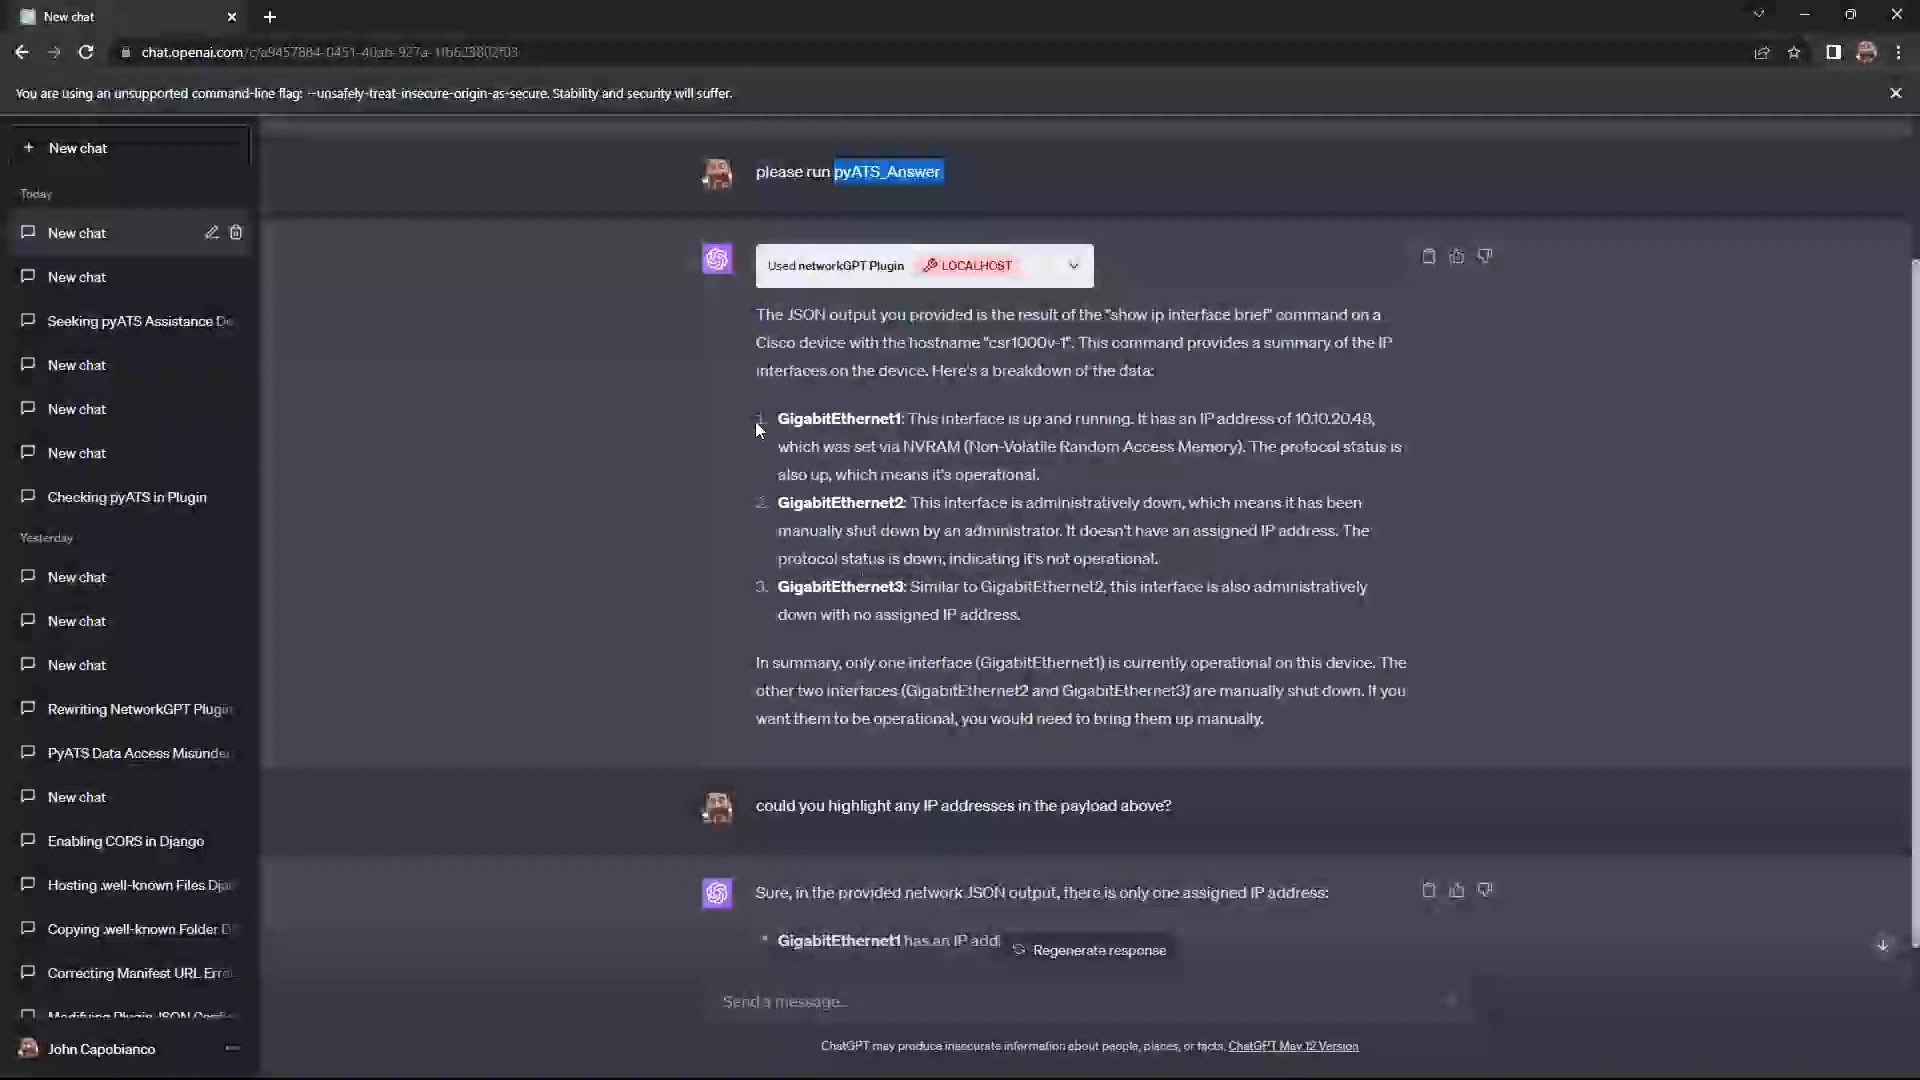 New chat
chat.openai.com/c/a9457884-0451-40ab-927a-
You are using an unsupported command-line flag: --unsafely-treat-insecure-origin-as-secure. Stability and security will suffer.
+ New chat
Today
New chat
New chat
Seeking pyATS Assistance De
New chat
New chat
New chat
Checking pyATS in Plugin
Yesterday
New chat
New chat
New chat
Rewriting NetworkGPT Plugin
PyATS Data Access Misunder
New chat
Enabling CORS in Django
Hosting .well-known Files Dja
Copying .well-known Folder D
Correcting Manifest URL Erro
Modifying Plugin JSON Config
John Capobianco
please run pyATS_Answer
Used networkGPT Plugin LOCALHOST
The JSON output you provided is the result of the "show ip interface brief" command on a
Cisco device with the hostname "csr1000v-1". This command provides a summary of the IP
interfaces on the device. Here's a breakdown of the data:
1. GigabitEthernet1: This interface is up and running. It has an IP address of 10.10.20.48,
which was set via NVRAM (Non-Volatile Random Access Memory). The protocol status is
also up, which means it's operational.
2. GigabitEthernet2: This interface is administratively down, which means it has been
manually shut down by an administrator. It doesn't have an assigned IP address. The
protocol status is down, indicating it's not operational.
3. GigabitEthernet3: Similar to GigabitEthernet2, this interface is also administratively
down with no assigned IP address.
In summary, only one interface (GigabitEthernet1) is currently operational on this device. The
other two interfaces (GigabitEthernet2 and GigabitEthernet3) are manually shut down. If you
want them to be operational, you would need to bring them up manually.
could you highlight any IP addresses in the payload above?
Sure, in the provided network JSON output, there is only one assigned IP address:
• GigabitEthernet1 has an IP add
Regenerate response
Send a message...
ChatGPT may produce inaccurate information about people, places, or facts. ChatGPT May 12 Version